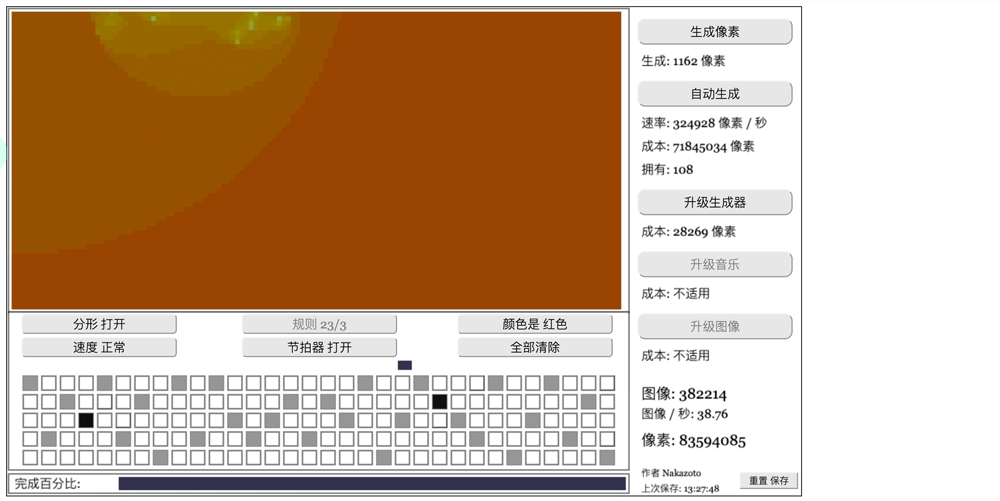 生成像素
生成: 1162 像素
自动生成
速率: 324928 像素 / 秒
成本: 71845034 像素
拥有: 108
升级生成器
成本: 28269 像素
升级音乐
成本: 不适用
升级图像
成本: 不适用
图像: 382214
图像 / 秒: 38.76
像素: 83594085
作者 Nakazoto
上次保存: 13:27:48
重置 保存
分形 打开
规则 23/3
颜色是 红色
速度 正常
节拍器 打开
全部清除
完成百分比: